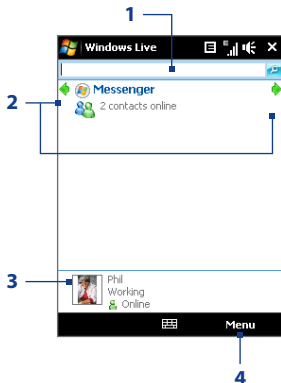 1
Windows Live
Messenger
2 contacts online
2
3
Phil
Working
Online
Menu
4